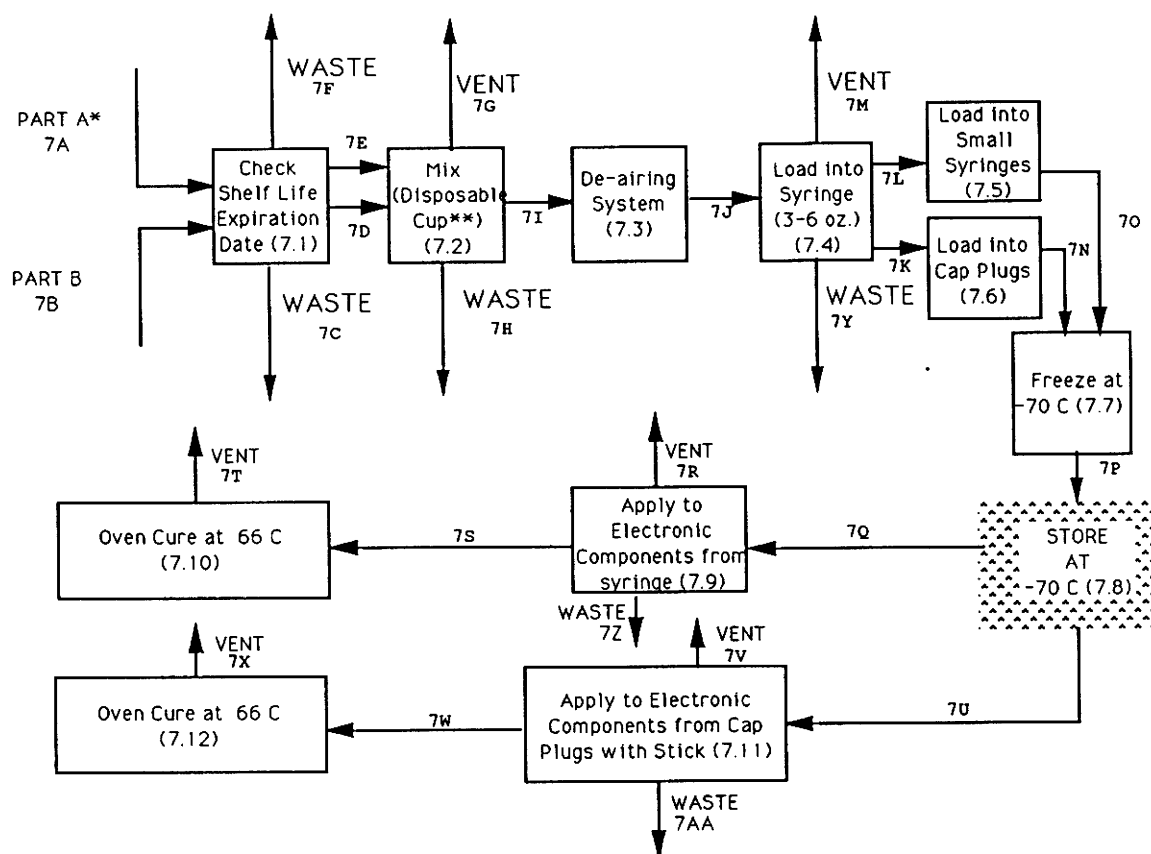 WASTE
7F
VENT
7G
VENT
7M
PART A*
7A
7E
Check
Shelf Life
Expiration
Date (7.1)
7D
Mix
(Disposable
Cup**)
(7.2)
7I
De-airing
System
(7.3)
7J
Load into
Syringe
(3-6 oz.)
(7.4)
7L
Load into
Small
Syringes
(7.5)
7O
7K
Load into
Cap Plugs
(7.6)
7N
PART B
7B
WASTE
7C
WASTE
7H
WASTE
7Y
Freeze at
-70 C (7.7)
7P
VENT
7T
VENT
7R
Oven Cure at 66 C
(7.10)
7S
Apply to
Electronic
Components from
syringe (7.9)
7Q
STORE
AT
-70 C (7.8)
WASTE
7Z
VENT
7X
VENT
7V
Oven Cure at 66 C
(7.12)
7W
Apply to Electronic
Components from Cap
Plugs with Stick (7.11)
7U
WASTE
7AA